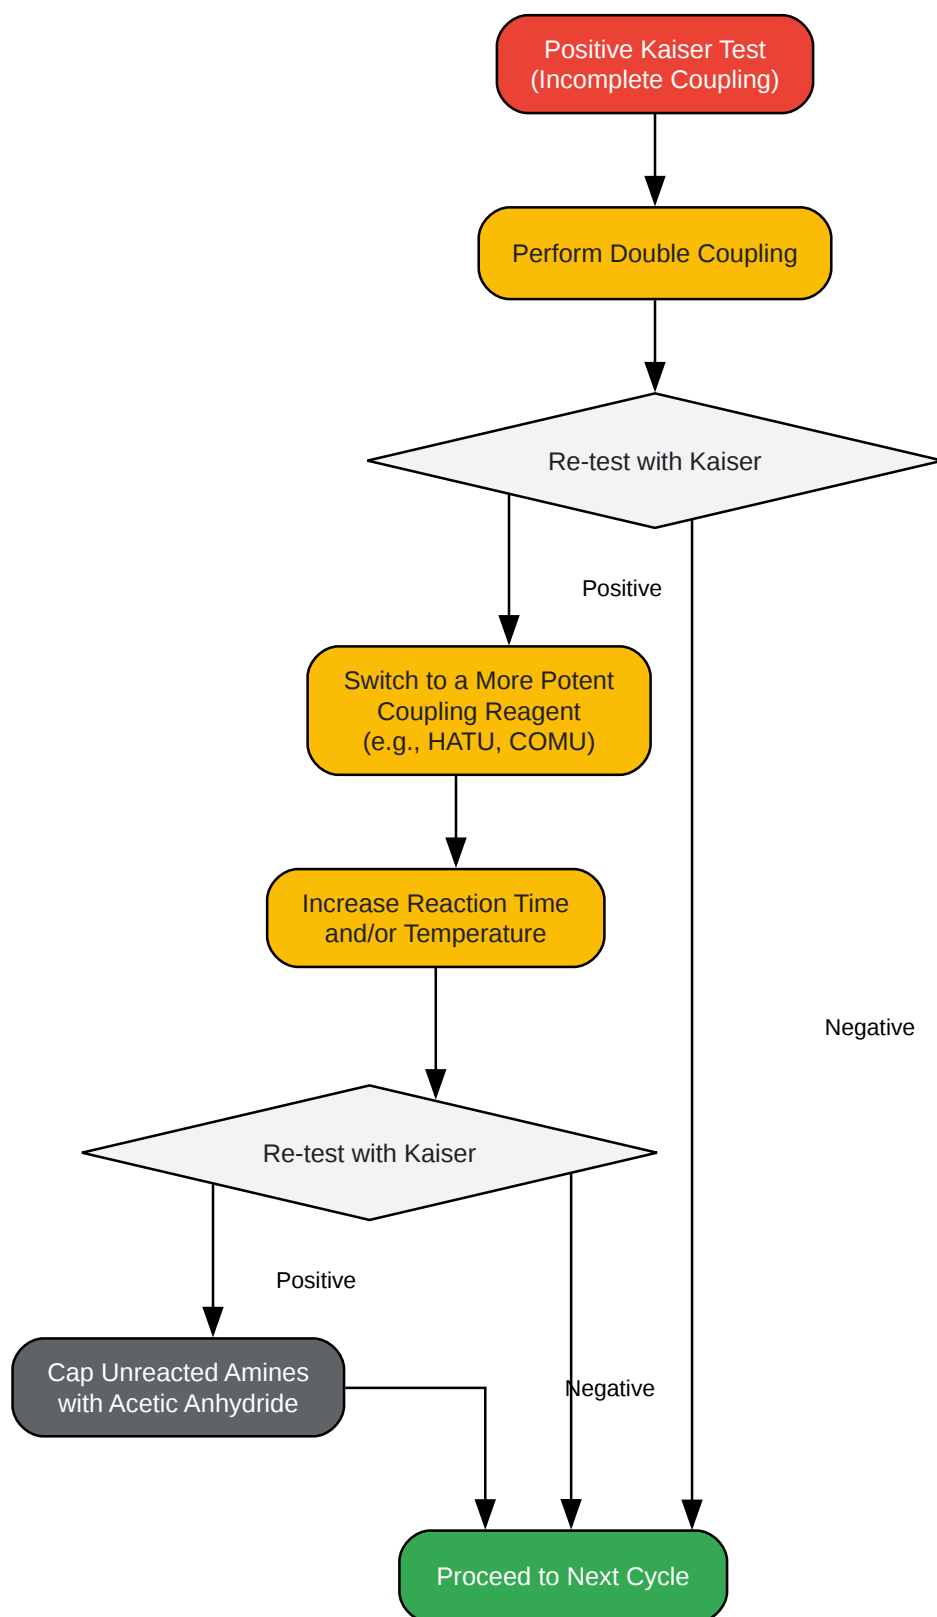 Positive Kaiser Test
(Incomplete Coupling)
Perform Double Coupling
Re-test with Kaiser
Positive
Switch to a More Potent
Coupling Reagent
(e.g., HATU, COMU)
Increase Reaction Time
and/or Temperature
Negative
Re-test with Kaiser
Positive
Cap Unreacted Amines
with Acetic Anhydride
Negative
Proceed to Next Cycle